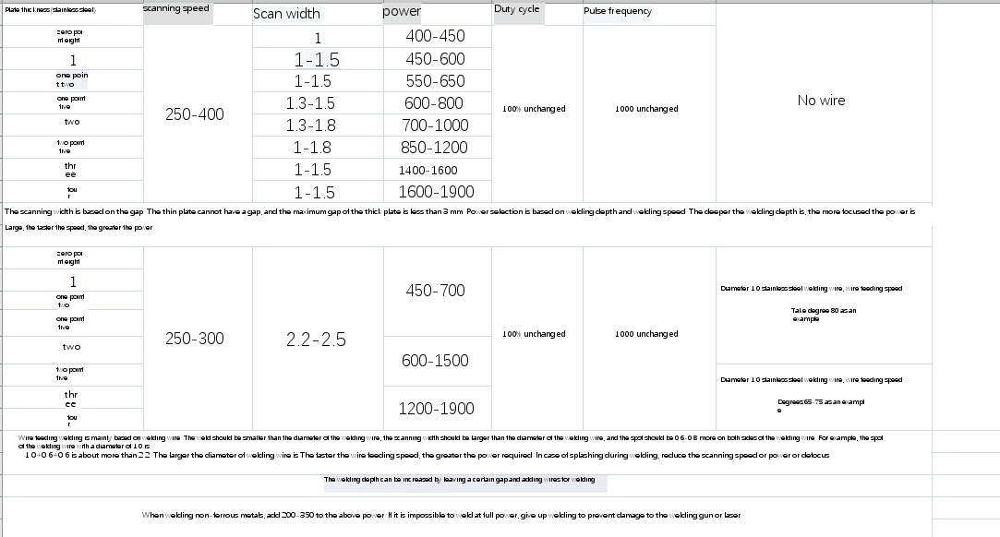 Plate thickness (stainless steel)
scanning speed
Scan width
power
Duty cycle
Pulse frequency
zero poi
nt eight
1
400-450
1
1-1.5
450-600
one poin
t two
1-1.5
550-650
one point
five
1.3-1.5
600-800
250-400
100% unchanged
1000 unchanged
No wire
two
1.3-1.8
700-1000
two point
five
1-1.8
850-1200
thr
ee
1-1.5
1400-1600
fou
r
1-1.5
1600-1900
The scanning width is based on the gap The thin plate cannot have a gap, and the maximum gap of the thick plate is less than 3 mm Power selection is based on welding depth and welding speed The deeper the welding depth is, the more focused the power is
Large, the faster the speed, the greater the power
zero poi
nt eight
1
one point
two
one point
five
two
two point
five
thr
ee
fou
r
250-300
2.2-2.5
450-700
600-1500
1200-1900
100% unchanged
1000 unchanged
Diameter 1.0 stainless steel welding wire, wire feeding speed
Take degree 80 as an
example
Diameter 1.0 stainless steel welding wire, wire feeding speed
Degrees 65-75 as an exampl
e
Wire feeding welding is mainly based on welding wire The weld should be smaller than the diameter of the welding wire, the scanning width should be larger than the diameter of the welding wire, and the spot should be 0.6-0.8 more on both sides of the welding wire For example, the spot
of the welding wire with a diameter of 1.0 is
1.0+0.6+0.6 is about more than 2.2 The larger the diameter of welding wire is The faster the wire feeding speed, the greater the power required In case of splashing during welding, reduce the scanning speed or power or defocus
The welding depth can be increased by leaving a certain gap and adding wires for welding
When welding non-ferrous metals, add 200-350 to the above power If it is impossible to weld at full power, give up welding to prevent damage to the welding gun or laser